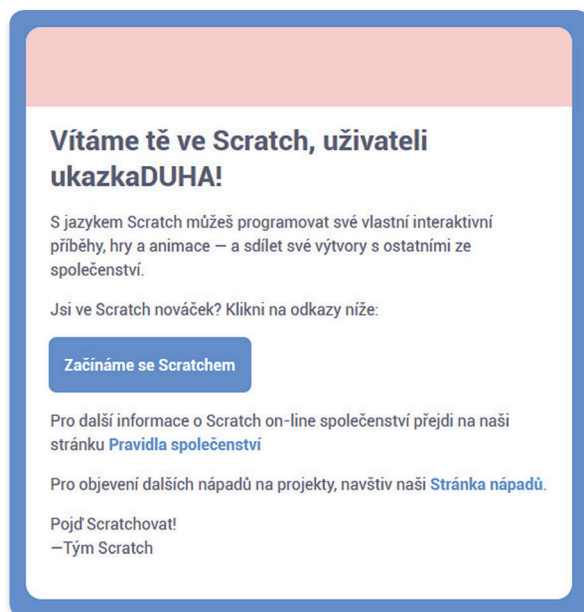 Vítáme tě ve Scratch, uživateli
ukazkaDUHA!
S jazykem Scratch můžeš programovat své vlastní interaktivní
příběhy, hry a animace — a sdílet své výtvory s ostatními ze
společenství.
Jsi ve Scratch nováček? Klikni na odkazy níže:
Začínáme se Scratchem
Pro další informace o Scratch on-line společenství přejdi na naši
stránku Pravidla společenství
Pro objevení dalších nápadů na projekty, navštiv naši Stránka nápadů.
Pojď Scratchovat!
—Tým Scratch